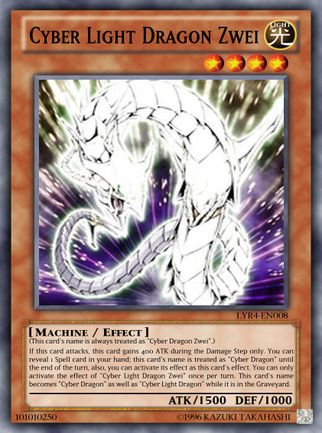 CYBER LIGHT DRAGON ZWEI
LIGHT
光
LYR4-EN008
[ MACHINE / EFFECT ]
(This card's name is always treated as "Cyber Dragon Zwei".)
If this card attacks, this card gains 400 ATK during the Damage Step only. You can
reveal 1 Spell card in your hand; this card's name is treated as "Cyber Dragon" until
the end of the turn, also, you can activate its effect as this card's effect. You can only
activate the effect of "Cyber Light Dragon Zwei" once per turn. This card's name
becomes "Cyber Dragon" as well as "Cyber Light Dragon" while it is in the Graveyard.
ATK/1500 DEF/1000
101010250
©1996 KAZUKI TAKAHASHI